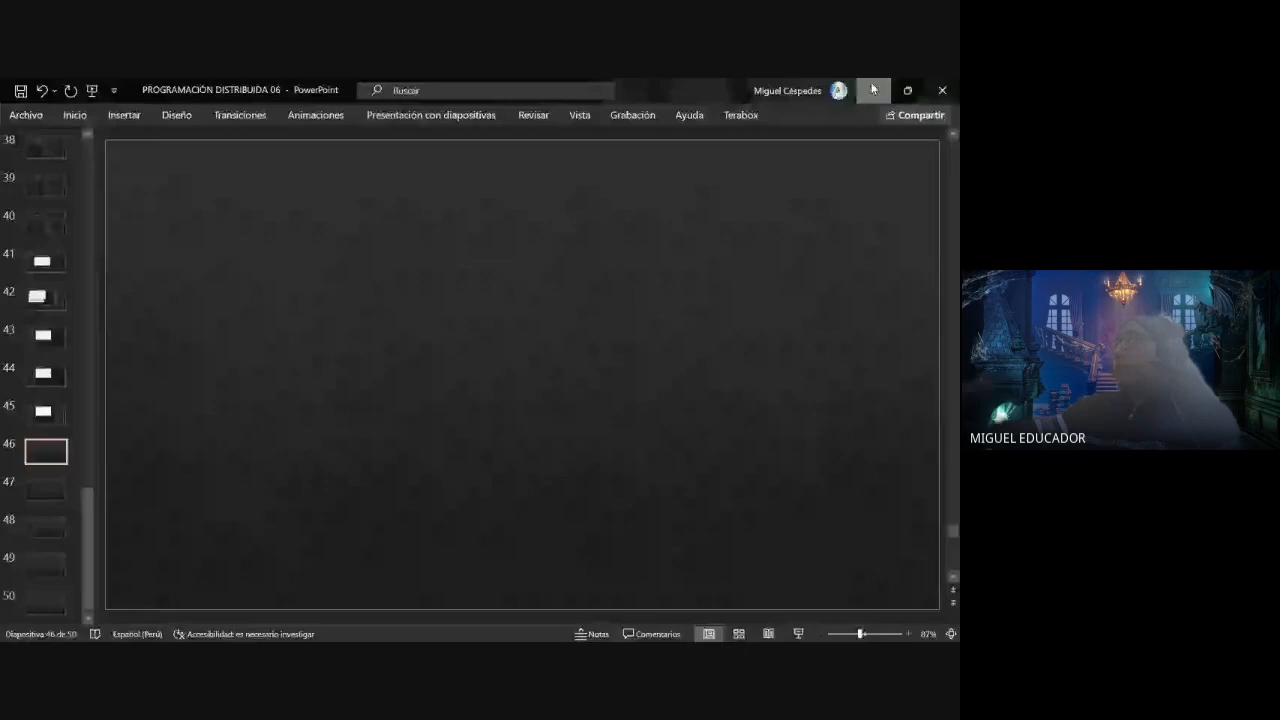 PROGRAMACIÓN DISTRIBUIDA 06 - PowerPoint
Buscar
Miguel Céspedes
Archivo Inicio Insertar Diseño Transiciones Animaciones Presentación con diapositivas Revisar Vista Grabación Ayuda Terabox Compartir
38
39
40
41
42
43
44
45
46
47
48
49
50
MIGUEL EDUCADOR
Diapositiva 46 de 50 Español (Perú) Accesibilidad: es necesario investigar Notas Comentarios 87%